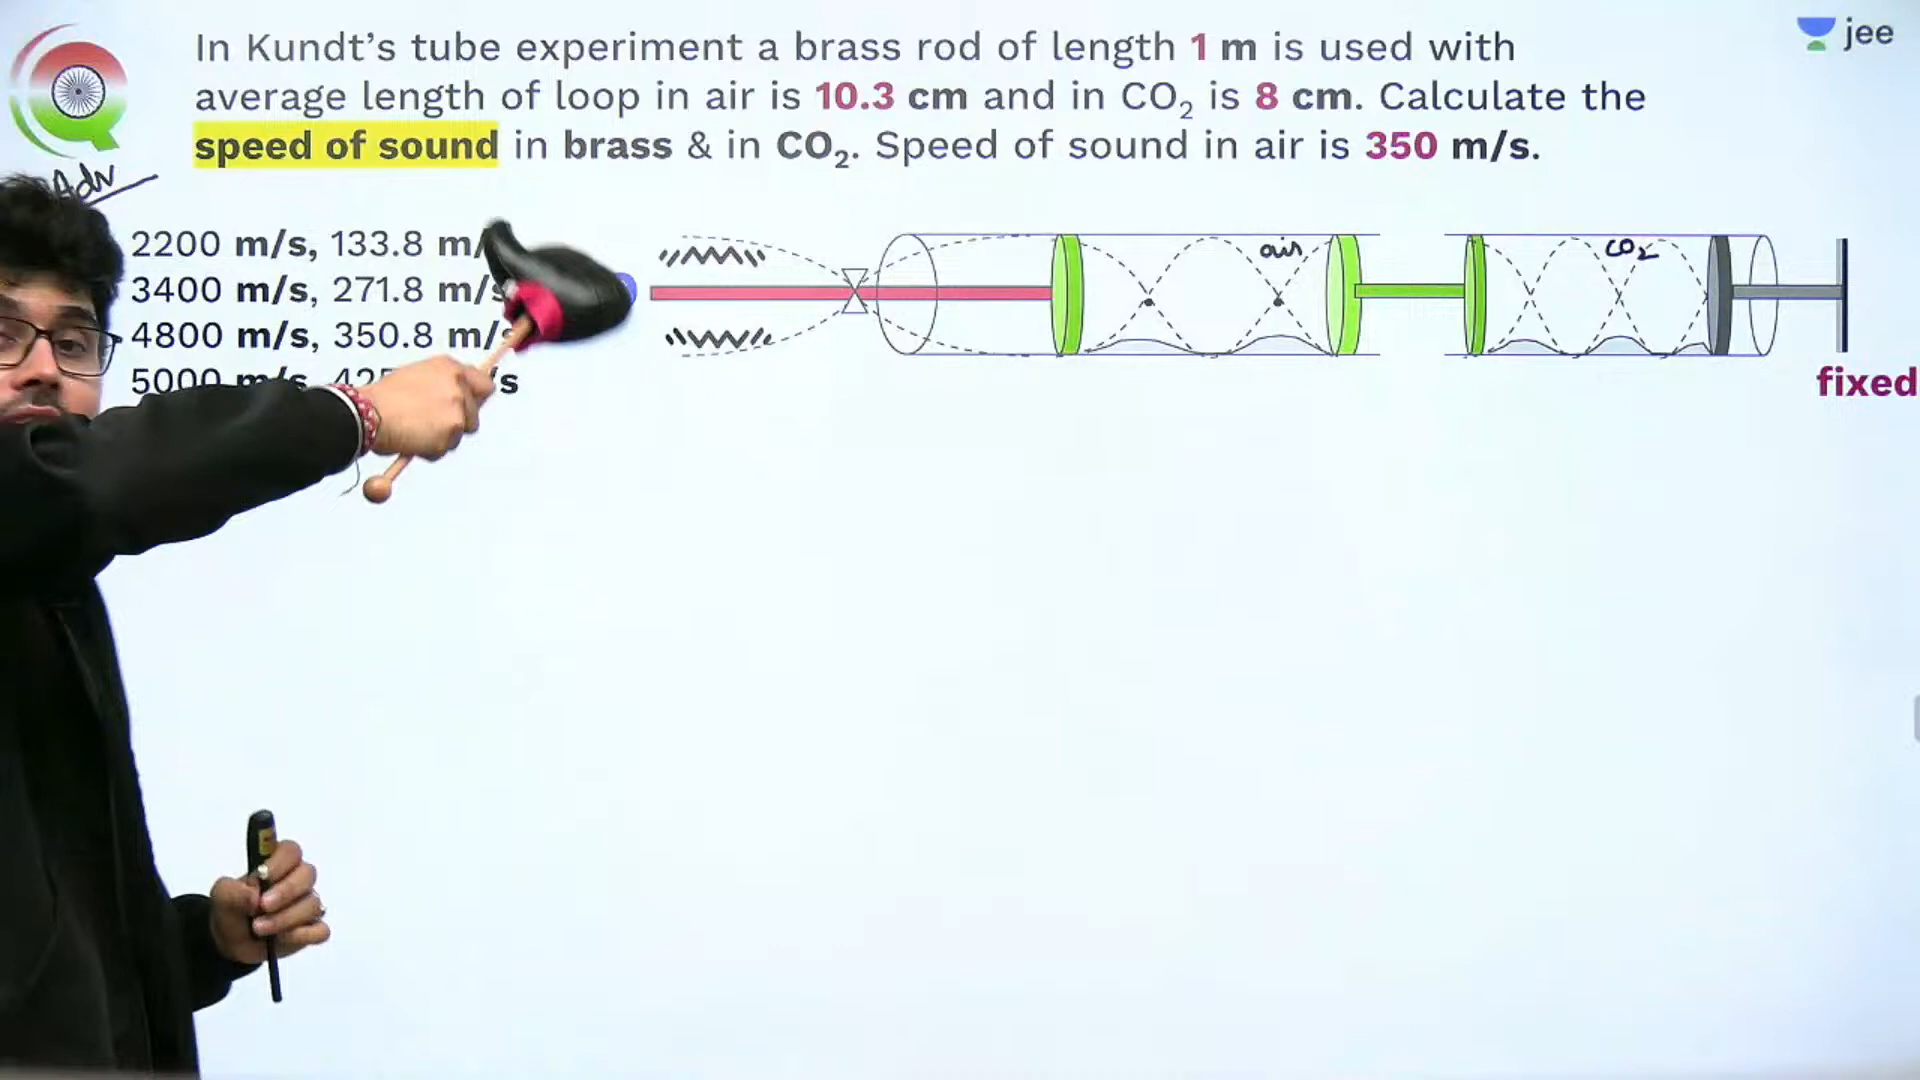 In Kundt’s tube experiment a brass rod of length 1 m is used with
average length of loop in air is 10.3 cm and in CO₂ is 8 cm. Calculate the
speed of sound in brass & in CO₂. Speed of sound in air is 350 m/s.
jee
Adv
2200 m/s, 133.8 m/
3400 m/s, 271.8 m/s
4800 m/s, 350.8 m/s
5000 m/s, s
air
CO₂
fixed